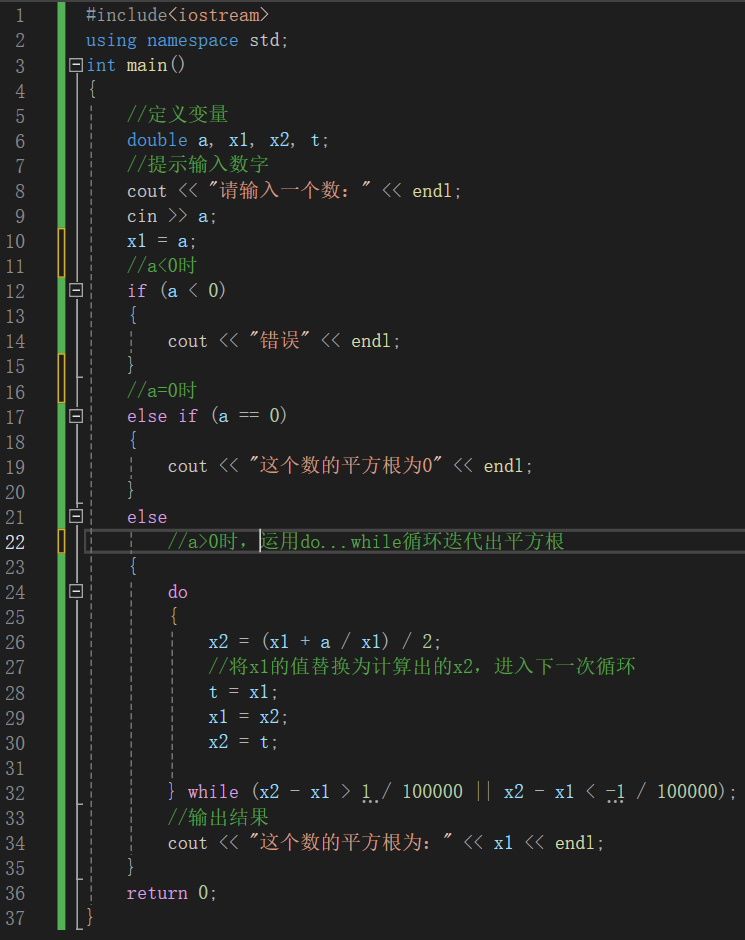 1 #include<iostream>
2 using namespace std;
3 int main()
4 {
5 //定义变量
6 double a, x1, x2, t;
7 //提示输入数字
8 cout << "请输入一个数：" << endl;
9 cin >> a;
10 x1 = a;
11 //a<0时
12 if (a < 0)
13 {
14 cout << "错误" << endl;
15 }
16 //a=0时
17 else if (a == 0)
18 {
19 cout << "这个数的平方根为0" << endl;
20 }
21 else
22 //a>0时，运用do...while循环迭代出平方根
23 {
24 do
25 {
26 x2 = (x1 + a / x1) / 2;
27 //将x1的值替换为计算出的x2，进入下一次循环
28 t = x1;
29 x1 = x2;
30 x2 = t;
31
32 } while (x2 - x1 > 1 / 100000 || x2 - x1 < -1 / 100000);
33 //输出结果
34 cout << "这个数的平方根为：" << x1 << endl;
35 }
36 return 0;
37 }